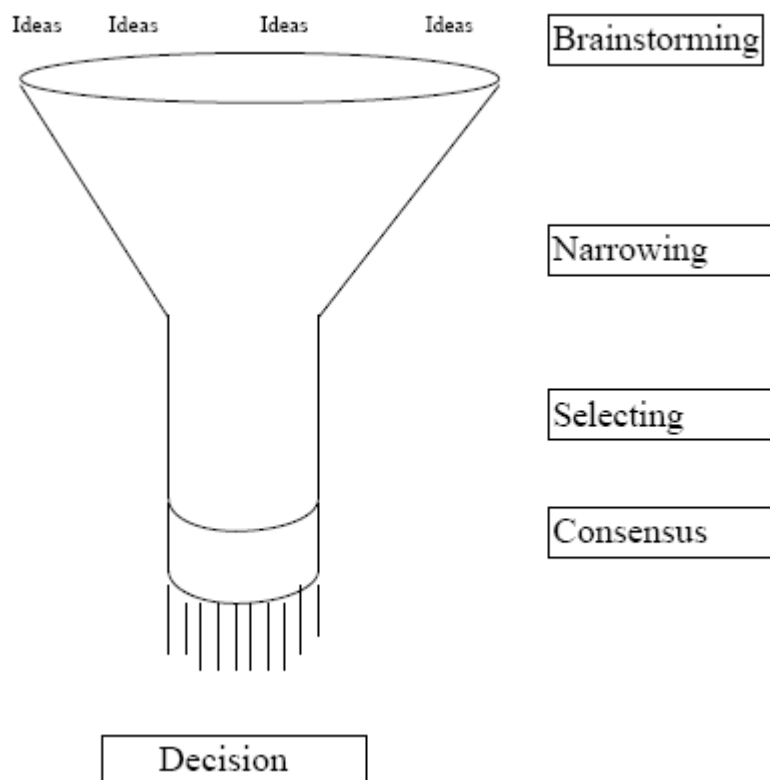 Ideas Ideas Ideas Ideas
Brainstorming
Narrowing
Selecting
Consensus
Decision